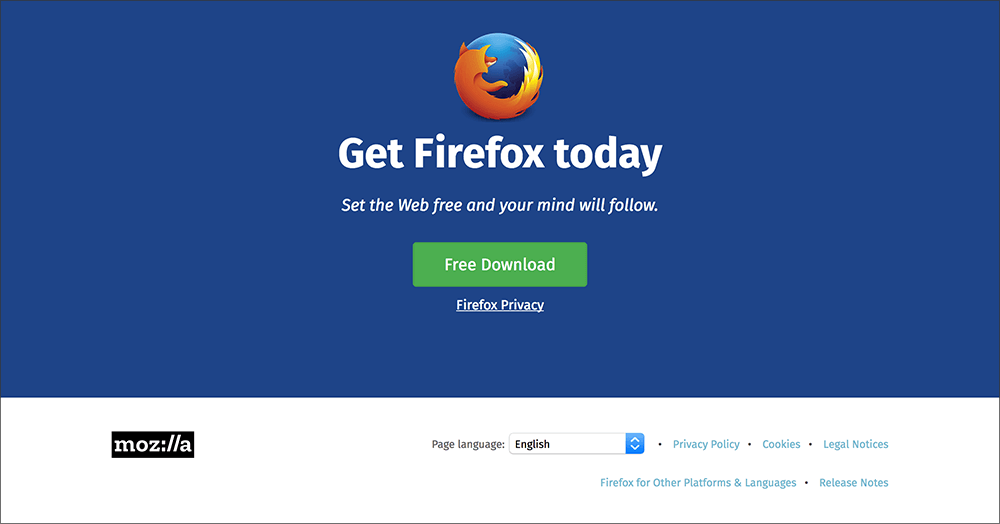 Get Firefox today
Set the Web free and your mind will follow.
Free Download
Firefox Privacy
moz://a
Page language: English • Privacy Policy • Cookies • Legal Notices
Firefox for Other Platforms & Languages • Release Notes